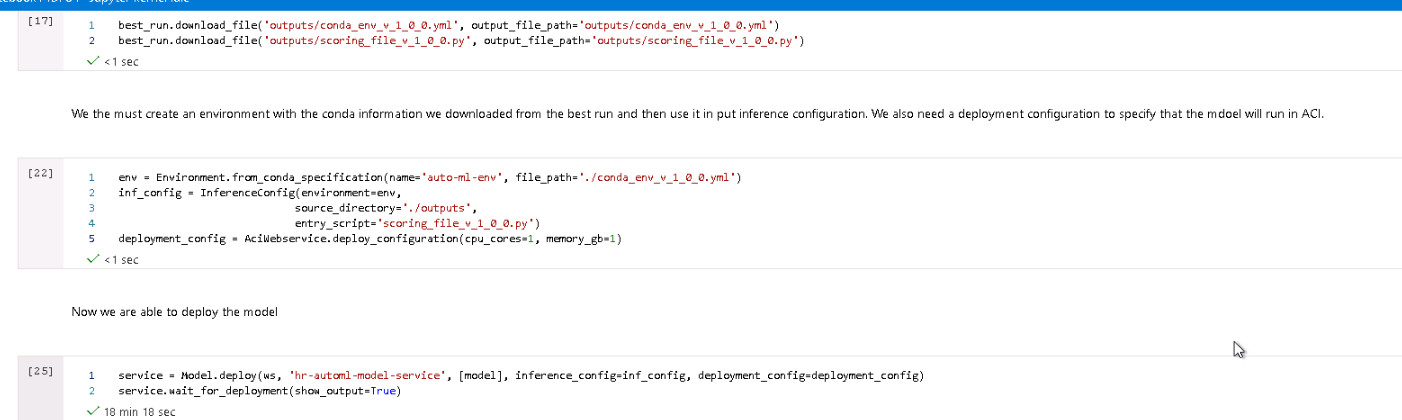 [17]
1 best_run.download_file('outputs/conda_env_v_1_0_0.yml', output_file_path='outputs/conda_env_v_1_0_0.yml')
2 best_run.download_file('outputs/scoring_file_v_1_0_0.py', output_file_path='outputs/scoring_file_v_1_0_0.py')
<1 sec
We the must create an environment with the conda information we downloaded from the best run and then use it in put inference configuration. We also need a deployment configuration to specify that the mdoel will run in ACI.
[22]
1 env = Environment.from_conda_specification(name='auto-ml-env', file_path='./conda_env_v_1_0_0.yml')
2 inf_config = InferenceConfig(environment=env,
3 source_directory='./outputs',
4 entry_script='scoring_file_v_1_0_0.py')
5 deployment_config = AciWebservice.deploy_configuration(cpu_cores=1, memory_gb=1)
<1 sec
Now we are able to deploy the model
[25]
1 service = Model.deploy(ws, 'hr-automl-model-service', [model], inference_config=inf_config, deployment_config=deployment_config)
2 service.wait_for_deployment(show_output=True)
18 min 18 sec